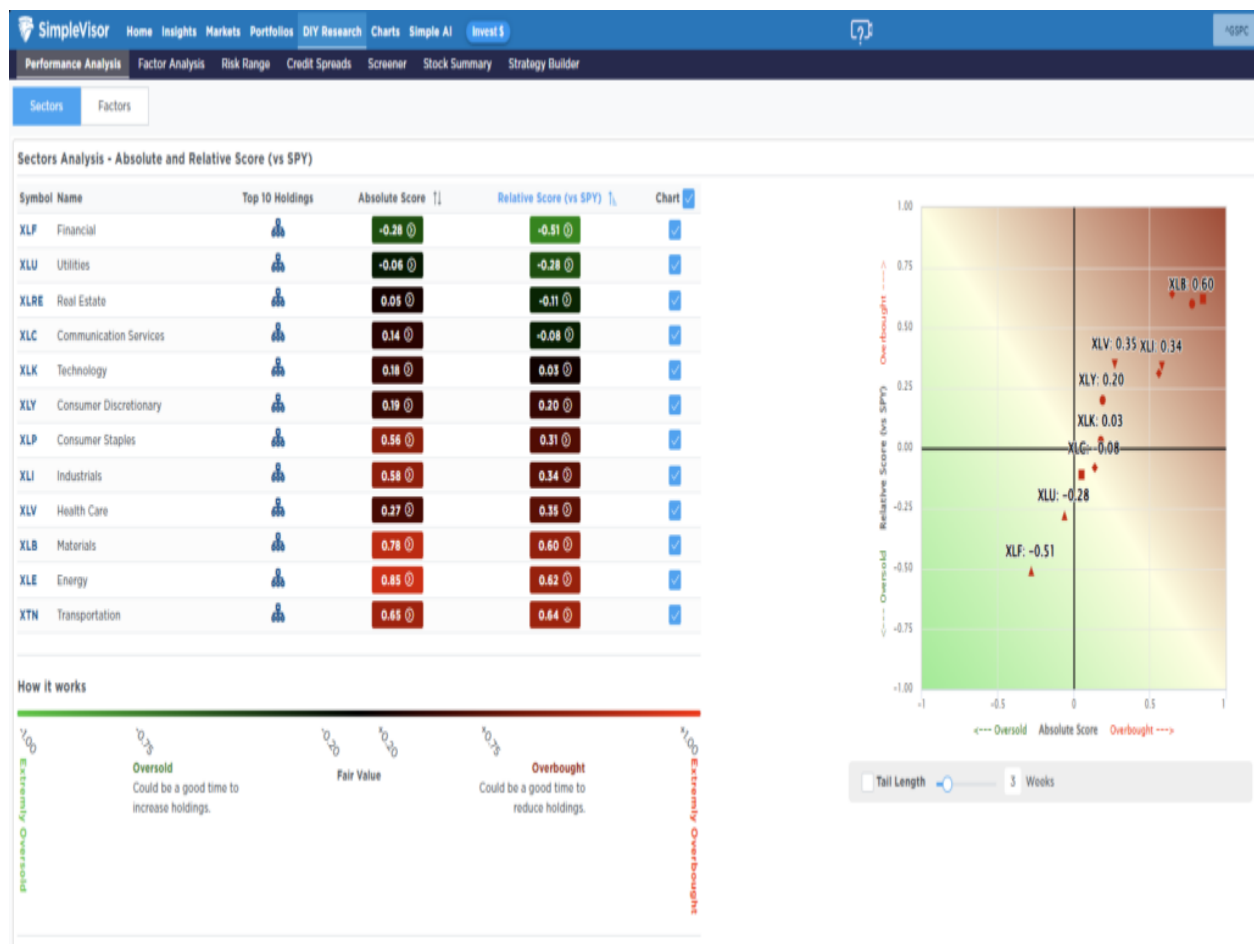 SimpleVisor Home Insights Markets Portfolios DIY Research Charts Simple AI Invest $ ^GSPC
Performance Analysis Factor Analysis Risk Range Credit Spreads Screener Stock Summary Strategy Builder
Sectors Factors
Sectors Analysis - Absolute and Relative Score (vs SPY)
Symbol Name Top 10 Holdings Absolute Score Relative Score (vs SPY) Chart
XLF Financial -0.28 -0.51
XLU Utilities -0.06 -0.28
XLRE Real Estate 0.05 -0.11
XLC Communication Services 0.14 -0.08
XLK Technology 0.18 0.03
XLY Consumer Discretionary 0.19 0.20
XLP Consumer Staples 0.56 0.31
XLI Industrials 0.58 0.34
XLV Health Care 0.27 0.35
XLB Materials 0.78 0.60
XLE Energy 0.85 0.62
XTN Transportation 0.65 0.64
How it works
-1.00 -0.75 -0.20 +0.20 +0.75 +1.00
Extremly Oversold
Oversold
Could be a good time to
increase holdings.
Fair Value
Overbought
Could be a good time to
reduce holdings.
Extremly Overbought
1.00
0.75
0.50
0.25
0.00
-0.25
-0.50
-0.75
-1.00
<--- Oversold Relative Score (vs SPY) Overbought --->
XLB: 0.60
XLV: 0.35 XLI: 0.34
XLY: 0.20
XLK: 0.03
XLC: -0.08
XLU: -0.28
XLF: -0.51
-1 -0.5 0 0.5 1
<--- Oversold Absolute Score Overbought --->
Tail Length 3 Weeks